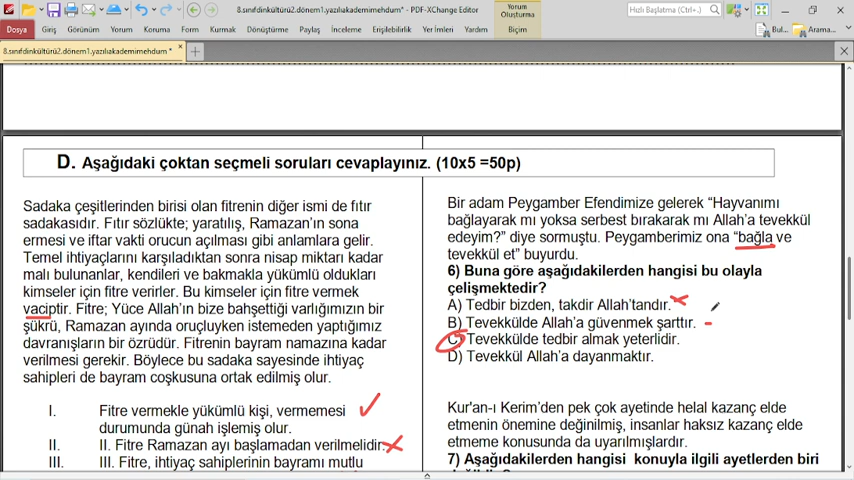 8.sınıfdinkültürü2.dönem1.yazılıakademimehdum* - PDF-XChange Editor
Yorum Oluşturma
Hızlı Başlatma (Ctrl+.)
Dosya Giriş Görünüm Yorum Koruma Form Kurmak Dönüştürme Paylaş İnceleme Erişilebilirlik Yer İmleri Yardım Biçim Bul... Arama...
8.sınıfdinkültürü2.dönem1.yazılıakademimehdum *
D. Aşağıdaki çoktan seçmeli soruları cevaplayınız. (10x5 =50p)
Sadaka çeşitlerinden birisi olan fitrenin diğer ismi de fıtır
sadakasıdır. Fıtır sözlükte; yaratılış, Ramazan’ın sona
ermesi ve iftar vakti orucun açılması gibi anlamlara gelir.
Temel ihtiyaçlarını karşıladıktan sonra nisap miktarı kadar
malı bulunanlar, kendileri ve bakmakla yükümlü oldukları
kimseler için fitre verirler. Bu kimseler için fitre vermek
vaciptir. Fitre; Yüce Allah’ın bize bahşettiği varlığımızın bir
şükrü, Ramazan ayında oruçluyken istemeden yaptığımız
davranışların bir özrüdür. Fitrenin bayram namazına kadar
verilmesi gerekir. Böylece bu sadaka sayesinde ihtiyaç
sahipleri de bayram coşkusuna ortak edilmiş olur.
I. Fitre vermekle yükümlü kişi, vermemesi
durumunda günah işlemiş olur.
II. II. Fitre Ramazan ayı başlamadan verilmelidir.
III. III. Fitre, ihtiyaç sahiplerinin bayramı mutlu
Bir adam Peygamber Efendimize gelerek “Hayvanımı
bağlayarak mı yoksa serbest bırakarak mı Allah’a tevekkül
edeyim?” diye sormuştu. Peygamberimiz ona “bağla ve
tevekkül et” buyurdu.
6) Buna göre aşağıdakilerden hangisi bu olayla
çelişmektedir?
A) Tedbir bizden, takdir Allah’tandır.
B) Tevekkülde Allah’a güvenmek şarttır.
C) Tevekkülde tedbir almak yeterlidir.
D) Tevekkül Allah’a dayanmaktır.
Kur'an-ı Kerim’den pek çok ayetinde helal kazanç elde
etmenin önemine değinilmiş, insanlar haksız kazanç elde
etmeme konusunda da uyarılmışlardır.
7) Aşağıdakilerden hangisi konuyla ilgili ayetlerden biri